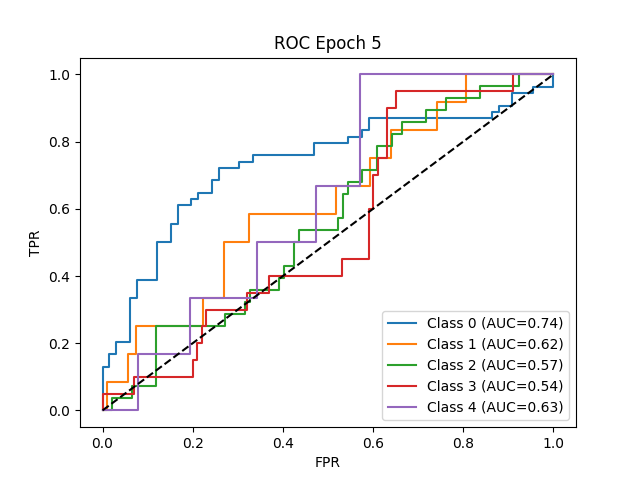 ROC Epoch 5
TPR
1.0
0.8
0.6
0.4
0.2
0.0
Class 0 (AUC=0.74)
Class 1 (AUC=0.62)
Class 2 (AUC=0.57)
Class 3 (AUC=0.54)
Class 4 (AUC=0.63)
0.0 0.2 0.4 0.6 0.8 1.0
FPR